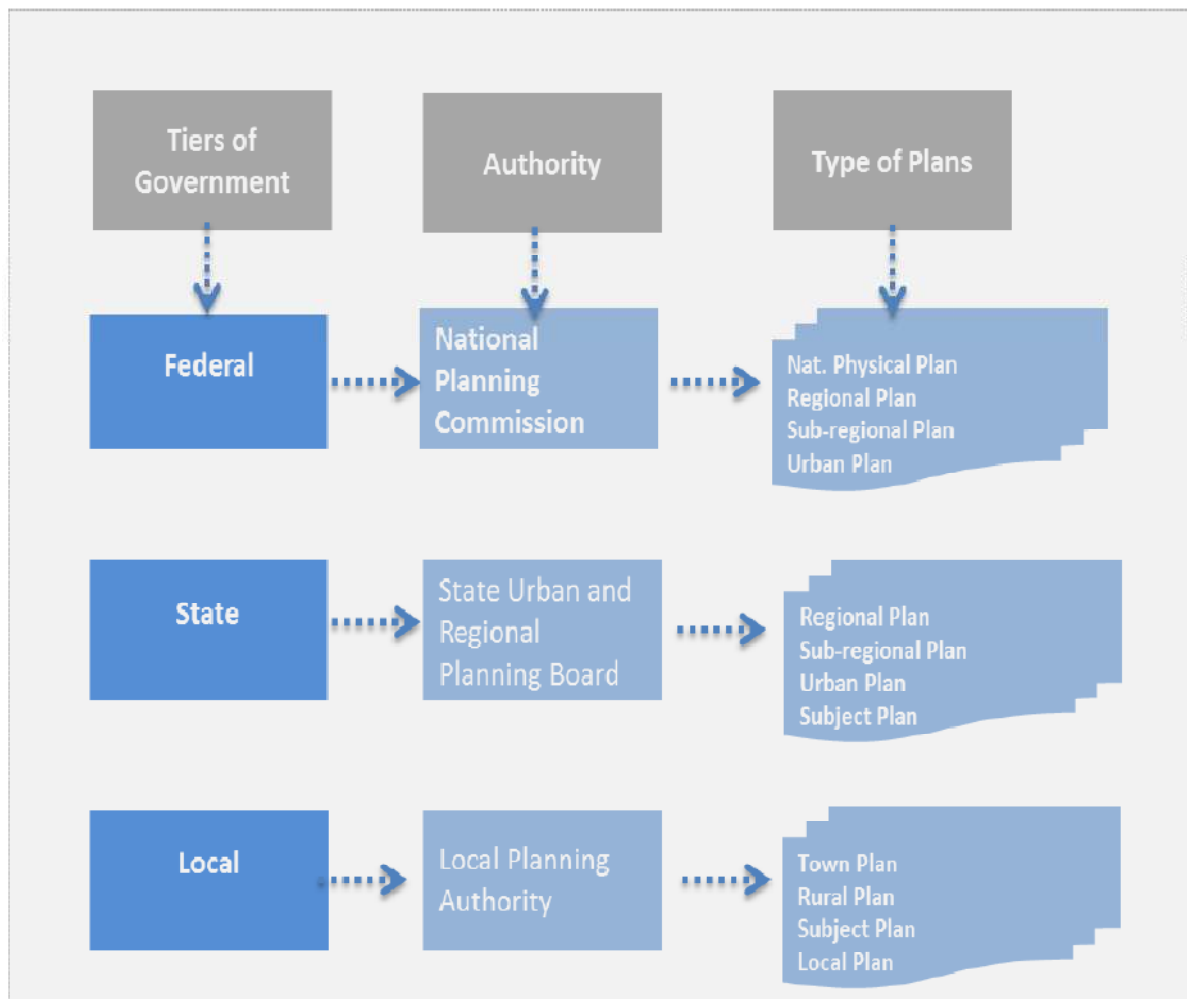 Tiers of
Government
Authority
Type of Plans
Federal
National
Planning
Commission
Nat. Physical Plan
Regional Plan
Sub-regional Plan
Urban Plan
State
State Urban and
Regional
Planning Board
Regional Plan
Sub-regional Plan
Urban Plan
Subject Plan
Local
Local Planning
Authority
Town Plan
Rural Plan
Subject Plan
Local Plan